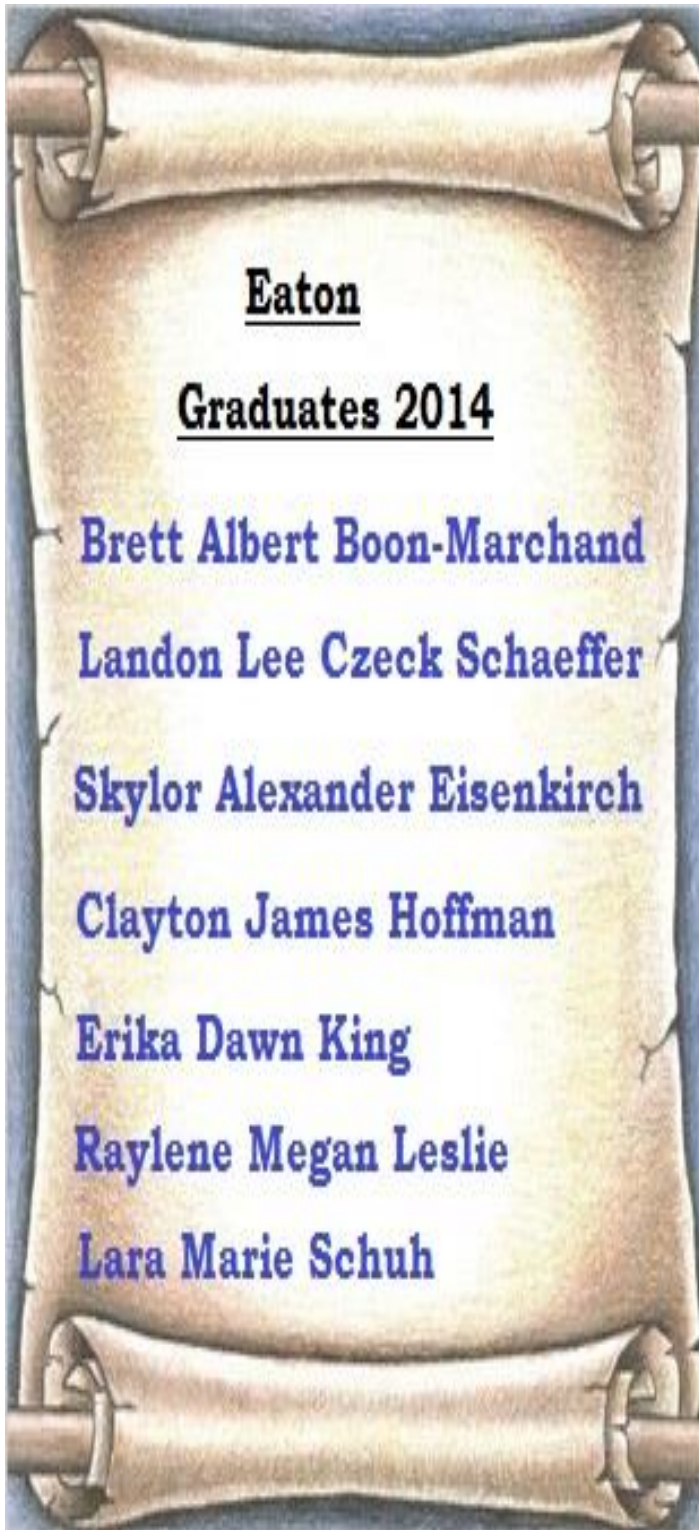 Eaton
Graduates 2014
Brett Albert Boon-Marchand
Landon Lee Czeck Schaeffer
Skylor Alexander Eisenkirch
Clayton James Hoffman
Erika Dawn King
Raylene Megan Leslie
Lara Marie Schuh